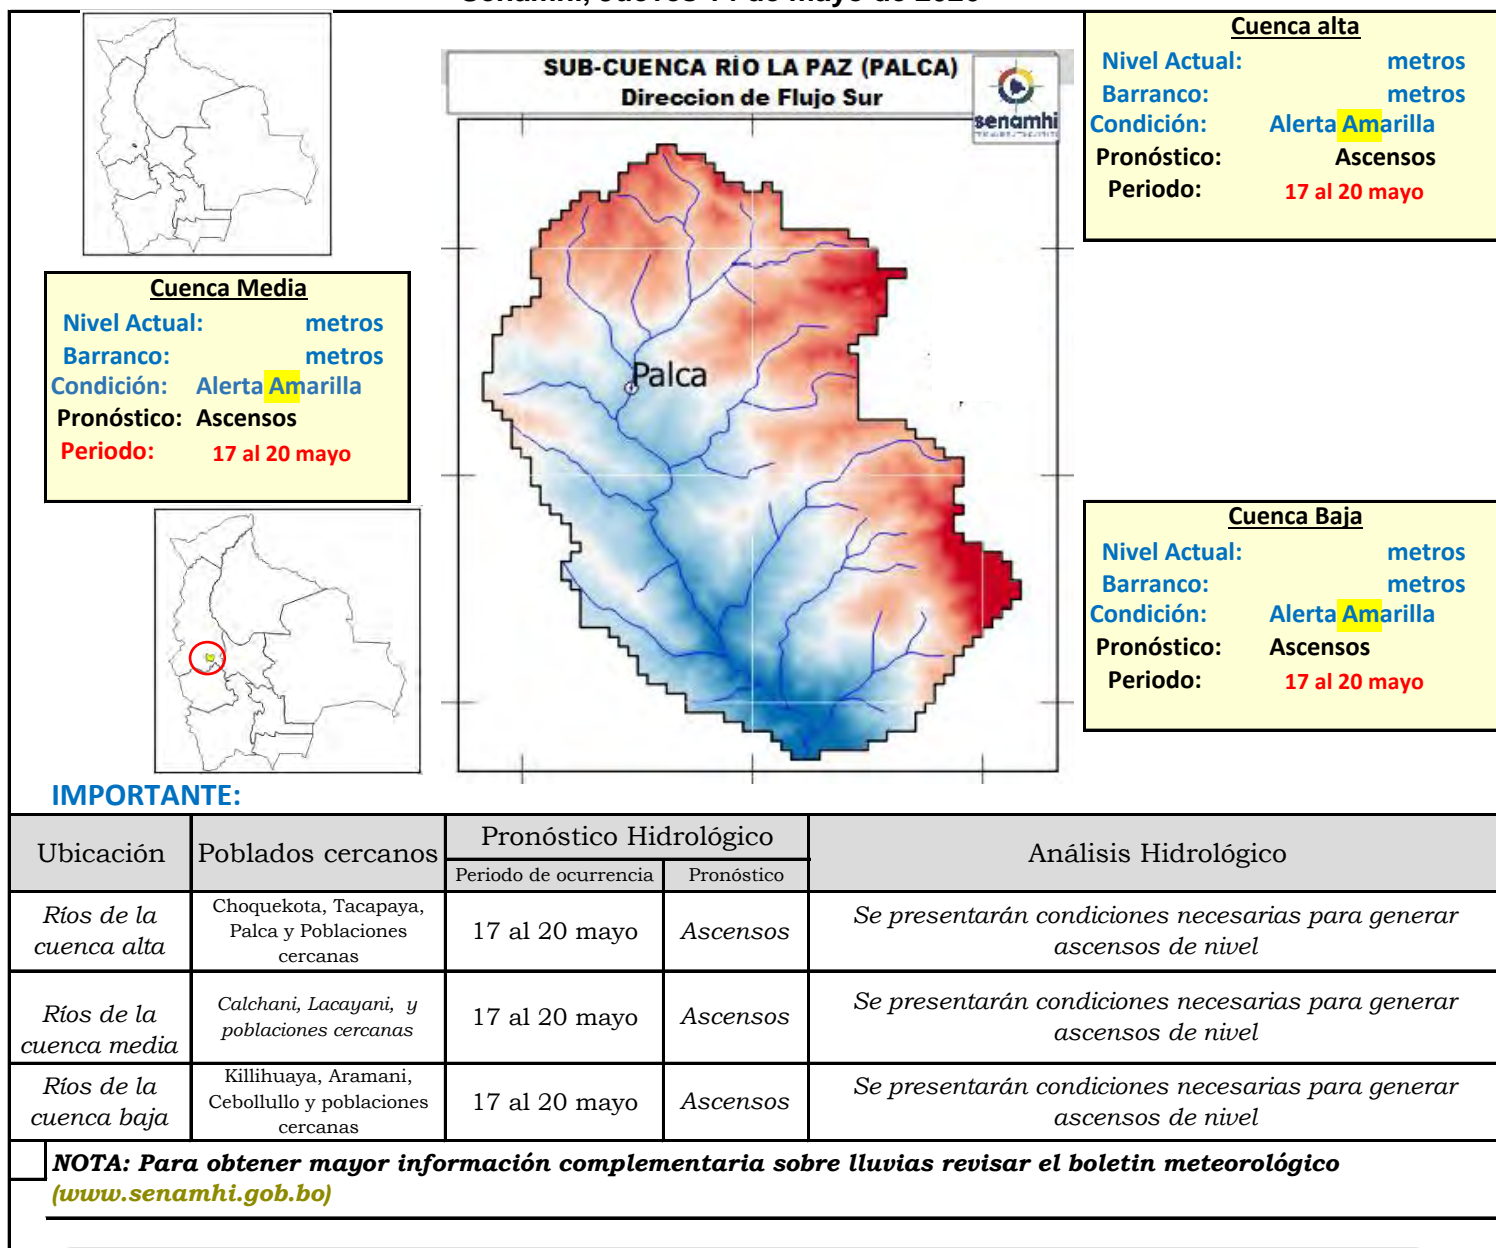 SUB-CUENCA RÍO LA PAZ (PALCA)
Direccion de Flujo Sur
senamhi
Cuenca alta
Nivel Actual: metros
Barranco: metros
Condición: Alerta Amarilla
Pronóstico: Ascensos
Periodo: 17 al 20 mayo
Cuenca Media
Nivel Actual: metros
Barranco: metros
Condición: Alerta Amarilla
Pronóstico: Ascensos
Periodo: 17 al 20 mayo
Palca
Cuenca Baja
Nivel Actual: metros
Barranco: metros
Condición: Alerta Amarilla
Pronóstico: Ascensos
Periodo: 17 al 20 mayo
IMPORTANTE:
Ubicación
Poblados cercanos
Pronóstico Hidrológico
Periodo de ocurrencia
Pronóstico
Análisis Hidrológico
Ríos de la
cuenca alta
Choquekota, Tacapaya,
Palca y Poblaciones
cercanas
17 al 20 mayo
Ascensos
Se presentarán condiciones necesarias para generar
ascensos de nivel
Ríos de la
cuenca media
Calchani, Lacayani, y
poblaciones cercanas
17 al 20 mayo
Ascensos
Se presentarán condiciones necesarias para generar
ascensos de nivel
Ríos de la
cuenca baja
Killihuaya, Aramani,
Cebollullo y poblaciones
cercanas
17 al 20 mayo
Ascensos
Se presentarán condiciones necesarias para generar
ascensos de nivel
NOTA: Para obtener mayor información complementaria sobre lluvias revisar el boletin meteorológico
(www.senamhi.gob.bo)